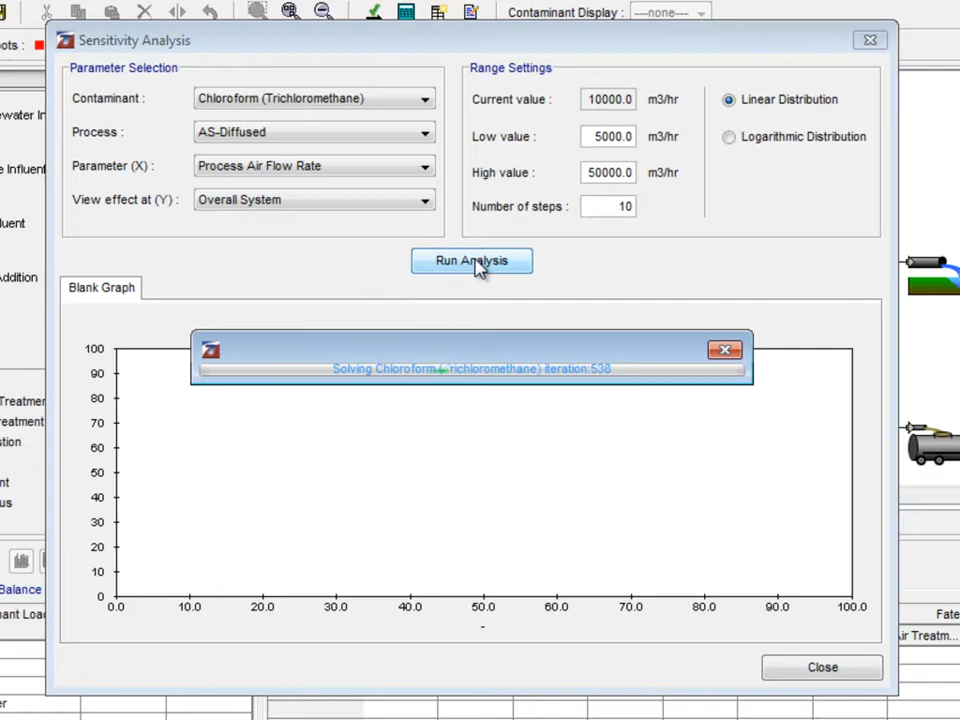 Contaminant Display : ---none---
ots :
Sensitivity Analysis
Parameter Selection
Contaminant : Chloroform (Trichloromethane)
Process : AS-Diffused
Parameter (X) : Process Air Flow Rate
View effect at (Y) : Overall System
Range Settings
Current value : 10000.0 m3/hr
Low value : 5000.0 m3/hr
High value : 50000.0 m3/hr
Number of steps : 10
Linear Distribution
Logarithmic Distribution
Run Analysis
Blank Graph
Solving Chloroform (Trichloromethane) iteration:538
100
90
80
70
60
50
40
30
20
10
0
0.0 10.0 20.0 30.0 40.0 50.0 60.0 70.0 80.0 90.0 100.0
-
Close
ewater In
e Influent
luent
Addition
Treatmer
reatment
stion
nt
us
Balance
nant Load
er
Fate
Air Treatm...